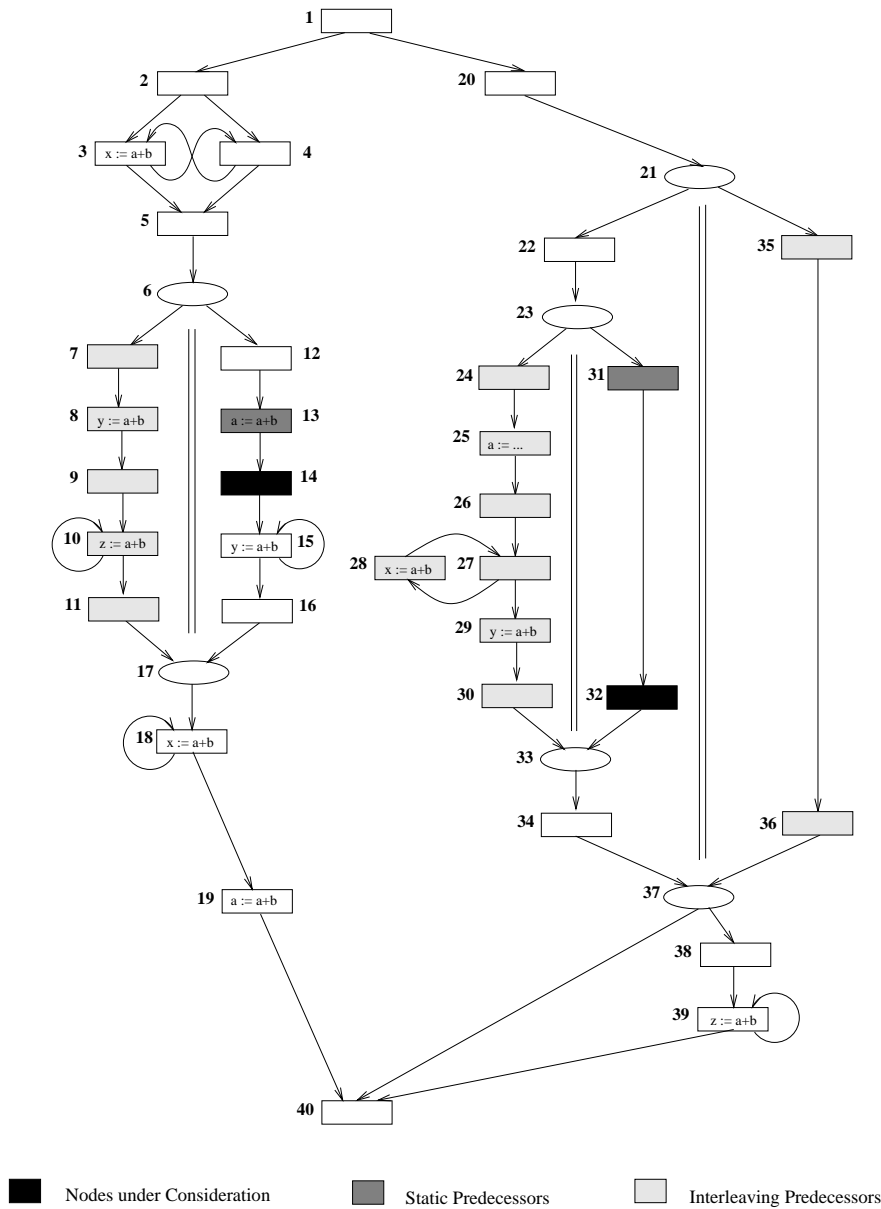 1
2
20
3 x := a+b
4
21
5
22
35
6
23
7
12
24
31
8 y := a+b
a := a+b 13
25 a := ...
9
14
26
10 z := a+b
y := a+b 15
28 x := a+b
27
11
16
29 y := a+b
17
30
32
18 x := a+b
33
34
36
19 a := a+b
37
38
39 z := a+b
40
Nodes under Consideration
Static Predecessors
Interleaving Predecessors